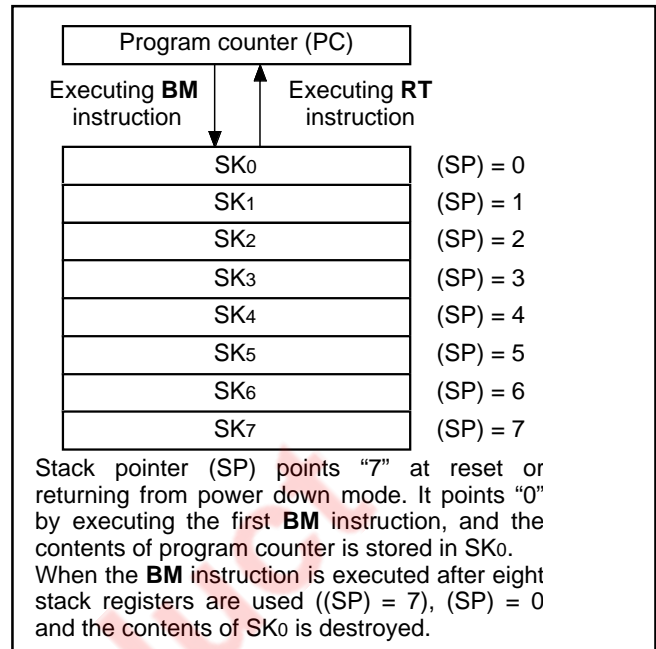 Program counter (PC)
Executing BM
instruction
Executing RT
instruction
SK0
(SP) = 0
SK1
(SP) = 1
SK2
(SP) = 2
SK3
(SP) = 3
SK4
(SP) = 4
SK5
(SP) = 5
SK6
(SP) = 6
SK7
(SP) = 7
Stack pointer (SP) points “7” at reset or
returning from power down mode. It points “0”
by executing the first BM instruction, and the
contents of program counter is stored in SK0.
When the BM instruction is executed after eight
stack registers are used ((SP) = 7), (SP) = 0
and the contents of SK0 is destroyed.